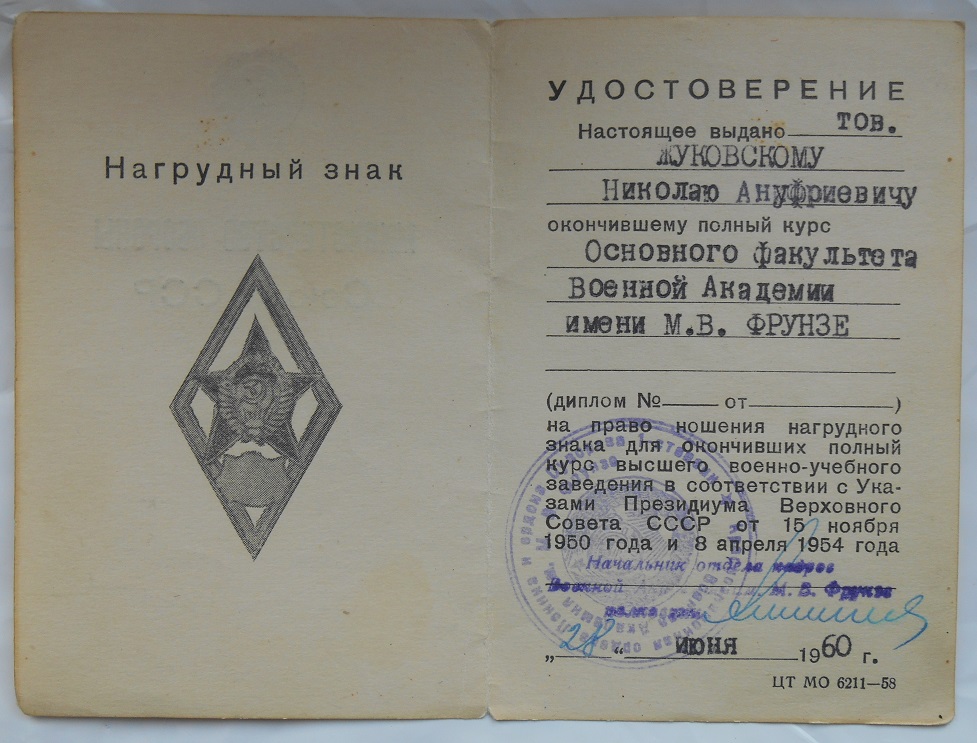 Нагрудный знак
УДОСТОВЕРЕНИЕ
Настоящее выдано тов.
ЖУКОВСКОМУ
Николаю Ануфриевичу
окончившему полный курс
Основного факультета
Военной Академии
имени М.В. ФРУНЗЕ
(диплом № от )
на право ношения нагрудного
знака для окончивших полный
курс высшего военно-учебного
заведения в соответствии с Ука-
зами Президиума Верховного
Совета СССР от 15 ноября
1950 года и 8 апреля 1954 года
Начальник отдела кадров
Военной М. В. Фрунзе
„28“ июня 1960 г.
ЦТ МО 6211—58